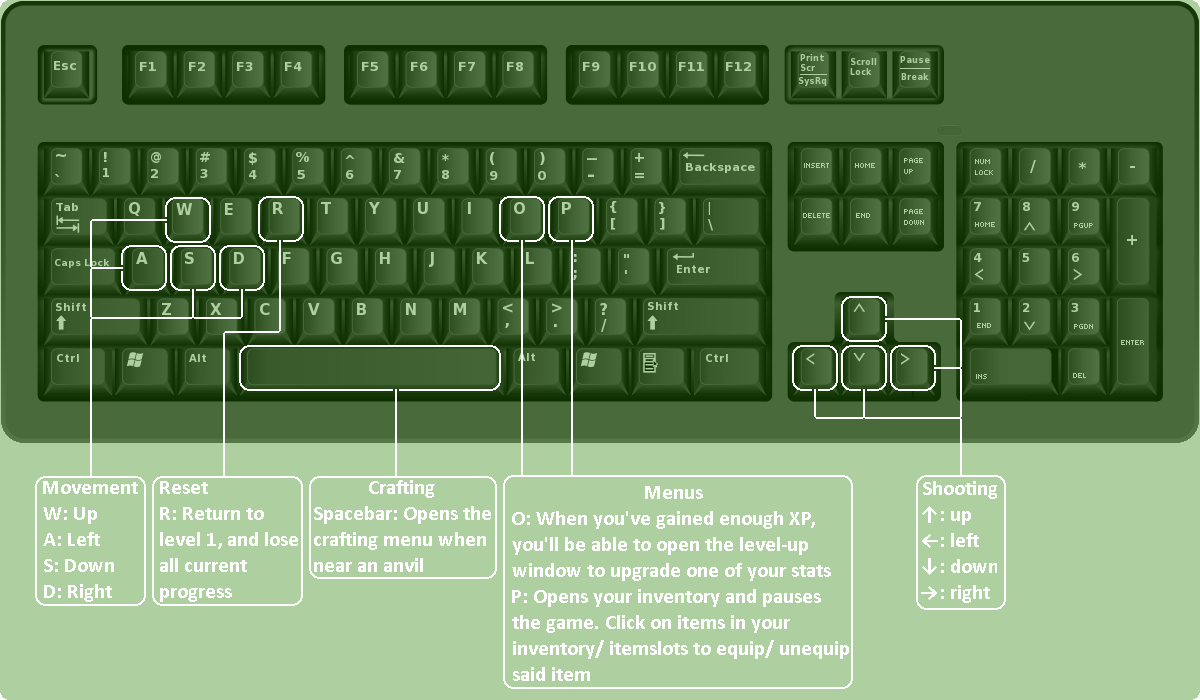 Esc F1 F2 F3 F4 F5 F6 F7 F8 F9 F10 F11 F12 Print Scr SysRq Scroll Lock Pause Break
~ ` ! 1 @ 2 # 3 $ 4 % 5 ^ 6 & 7 * 8 ( 9 ) 0 — - + = Backspace INSERT HOME PAGE UP NUM LOCK / * -
Tab Q W E R T Y U I O P { [ } ] | \ DELETE END PAGE DOWN 7 HOME 8 ^ 9 PGUP +
Caps Lock A S D F G H J K L : ; " ' Enter 4 < 5 6 >
Shift Z X C V B N M < , > . ? / Shift ^ 1 END 2 v 3 PGDN ENTER
Ctrl Alt Alt Ctrl < v > INS DEL
Movement
W: Up
A: Left
S: Down
D: Right
Reset
R: Return to
level 1, and lose
all current
progress
Crafting
Spacebar: Opens the
crafting menu when
near an anvil
Menus
O: When you've gained enough XP,
you'll be able to open the level-up
window to upgrade one of your stats
P: Opens your inventory and pauses
the game. Click on items in your
inventory/ itemslots to equip/ unequip
said item
Shooting
↑: up
←: left
↓: down
→: right